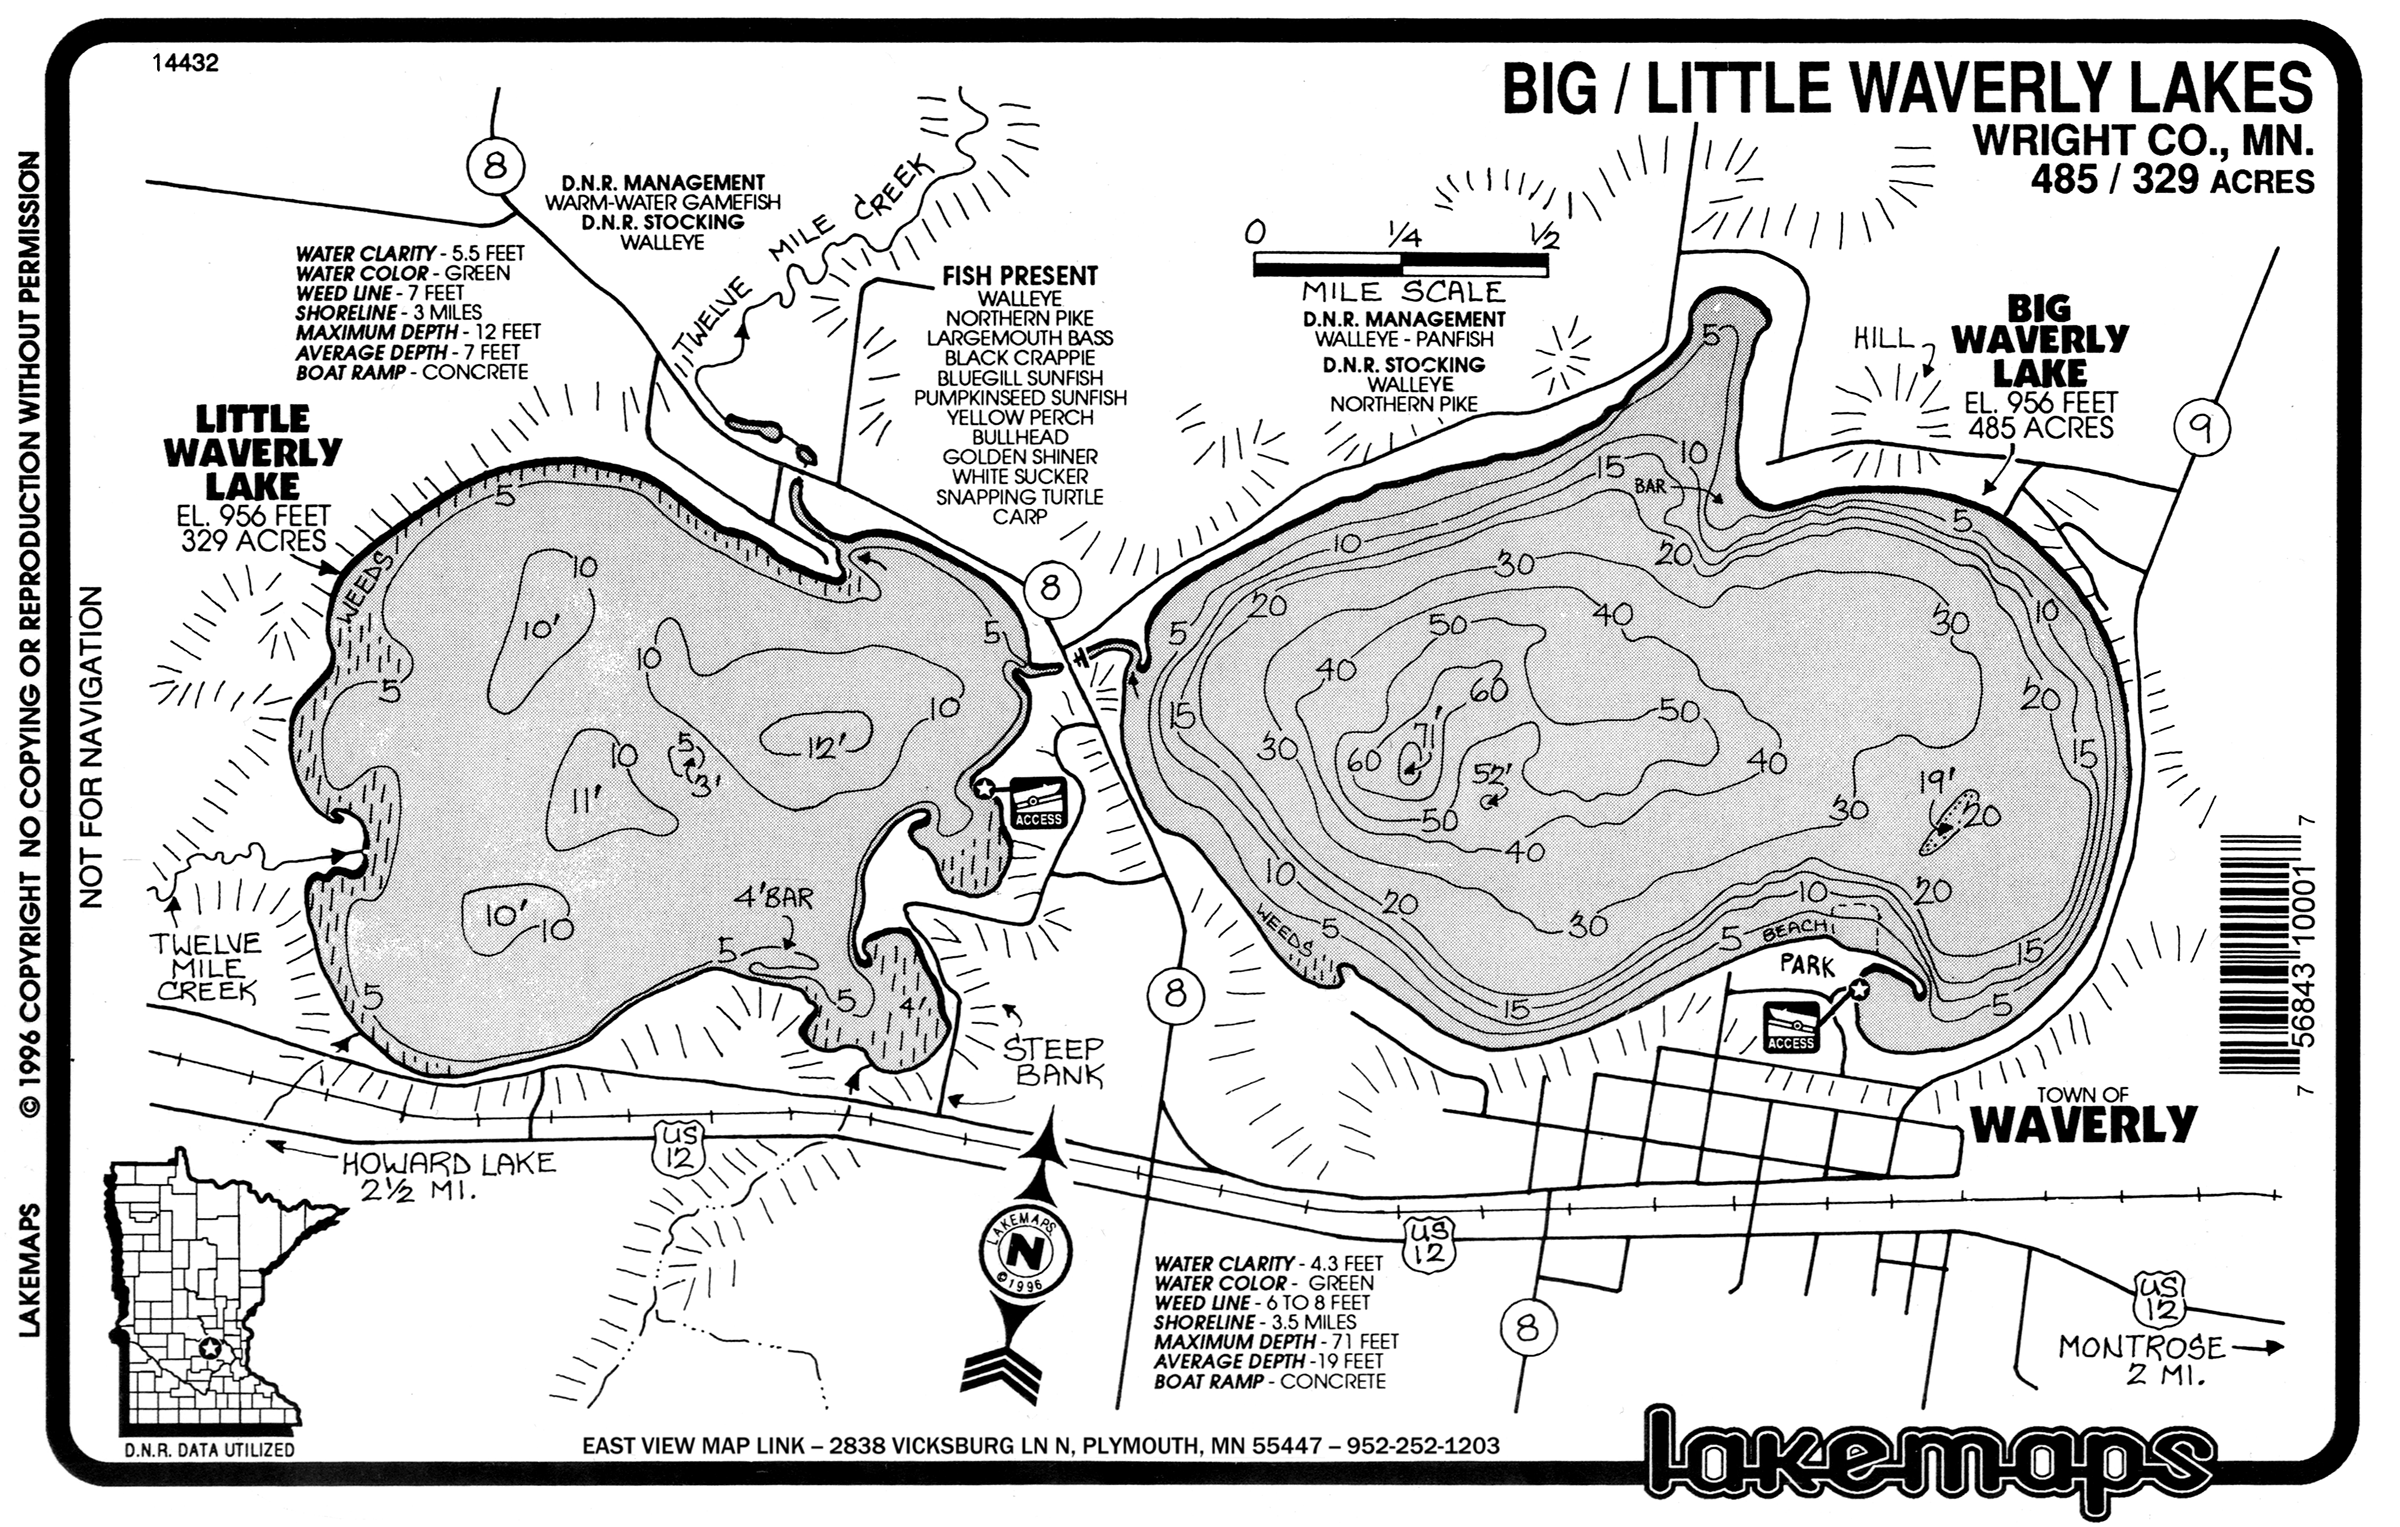 14432
BIG / LITTLE WAVERLY LAKES
WRIGHT CO., MN.
485 / 329 ACRES
8
D.N.R. MANAGEMENT
WARM-WATER GAMEFISH
D.N.R. STOCKING
WALLEYE
TWELVE MILE CREEK
WATER CLARITY - 5.5 FEET
WATER COLOR - GREEN
WEED LINE - 7 FEET
SHORELINE - 3 MILES
MAXIMUM DEPTH - 12 FEET
AVERAGE DEPTH - 7 FEET
BOAT RAMP - CONCRETE
FISH PRESENT
WALLEYE
NORTHERN PIKE
LARGEMOUTH BASS
BLACK CRAPPIE
BLUEGILL SUNFISH
PUMPKINSEED SUNFISH
YELLOW PERCH
BULLHEAD
GOLDEN SHINER
WHITE SUCKER
SNAPPING TURTLE
CARP
0 1/4 1/2
MILE SCALE
D.N.R. MANAGEMENT
WALLEYE - PANFISH
D.N.R. STOCKING
WALLEYE
NORTHERN PIKE
HILL
BIG
WAVERLY
LAKE
EL. 956 FEET
485 ACRES
9
LITTLE
WAVERLY
LAKE
EL. 956 FEET
329 ACRES
5
WEEDS
10
10'
5
10
5
10
12'
5
3'
10
11'
5
ACCESS
10'
10
4'BAR
5
5
4'
5
TWELVE
MILE
CREEK
8
5
10
15
BAR
10
20
5
30
20
5
10
40
50
40
30
10
60
50
20
15
71'
60
30
52'
40
15
50
40
30
19'
20
10
20
30
10
20
WEEDS
5
5
BEACH
15
15
5
PARK
ACCESS
8
STEEP
BANK
TOWN OF
WAVERLY
US
12
HOWARD LAKE
2 1/2 MI.
LAKEMAPS
N
© 1996
US
12
WATER CLARITY - 4.3 FEET
WATER COLOR - GREEN
WEED LINE - 6 TO 8 FEET
SHORELINE - 3.5 MILES
MAXIMUM DEPTH - 71 FEET
AVERAGE DEPTH - 19 FEET
BOAT RAMP - CONCRETE
8
US
12
MONTROSE
2 MI.
D.N.R. DATA UTILIZED
EAST VIEW MAP LINK – 2838 VICKSBURG LN N, PLYMOUTH, MN 55447 – 952-252-1203
lakemaps
7 56843 10001 7
NOT FOR NAVIGATION
LAKEMAPS © 1996 COPYRIGHT NO COPYING OR REPRODUCTION WITHOUT PERMISSION